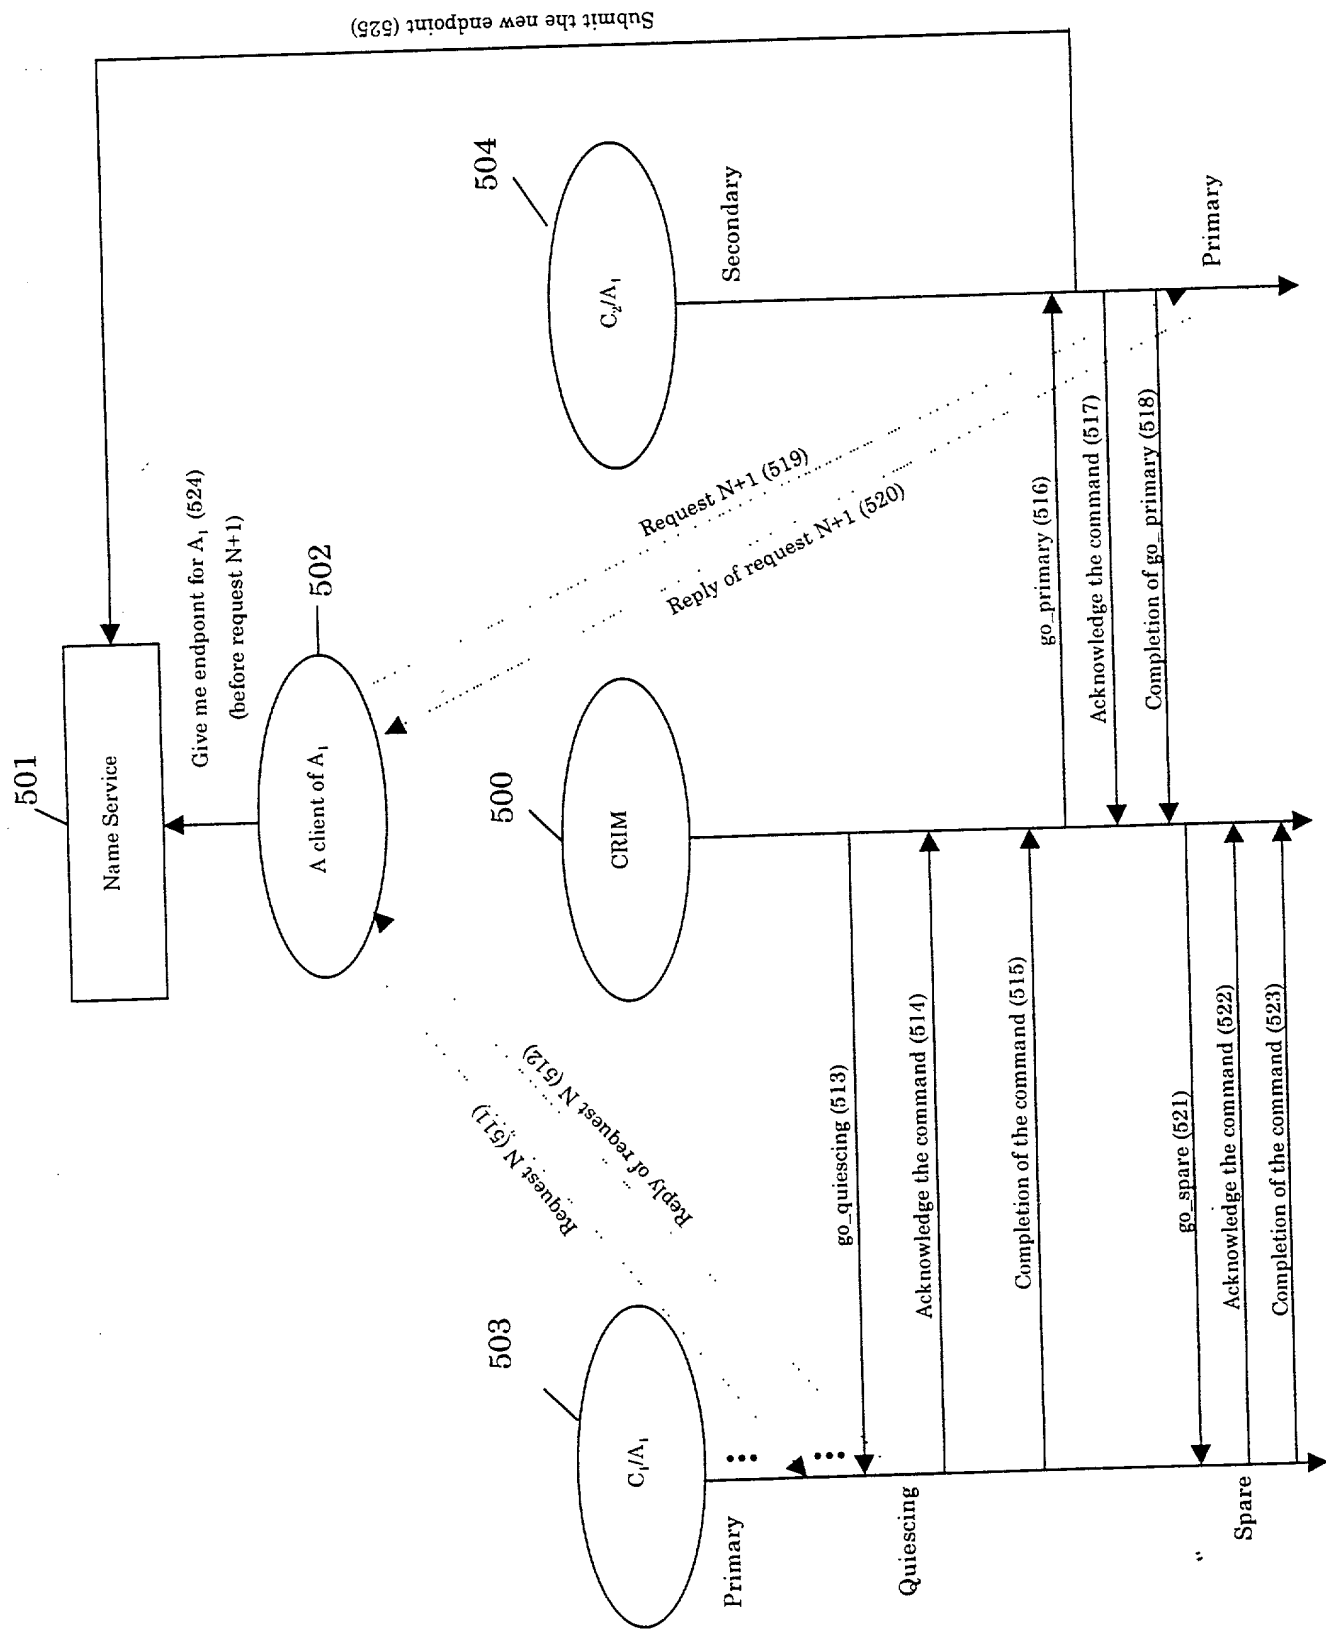 Submit the new endpoint (525)
501
Name Service
Give me endpoint for A₁ (524)
(before request N+1)
502
A client of A₁
504
C₂/A₁
Secondary
500
CRIM
503
C₁/A₁
Primary
Request N (511)
Reply of request N (512)
Request N+1 (519)
Reply of request N+1 (520)
go_quiescing (513)
Quiescing
Acknowledge the command (514)
Completion of the command (515)
go_primary (516)
Acknowledge the command (517)
Completion of go_primary (518)
Primary
go_spare (521)
Acknowledge the command (522)
Spare
Completion of the command (523)